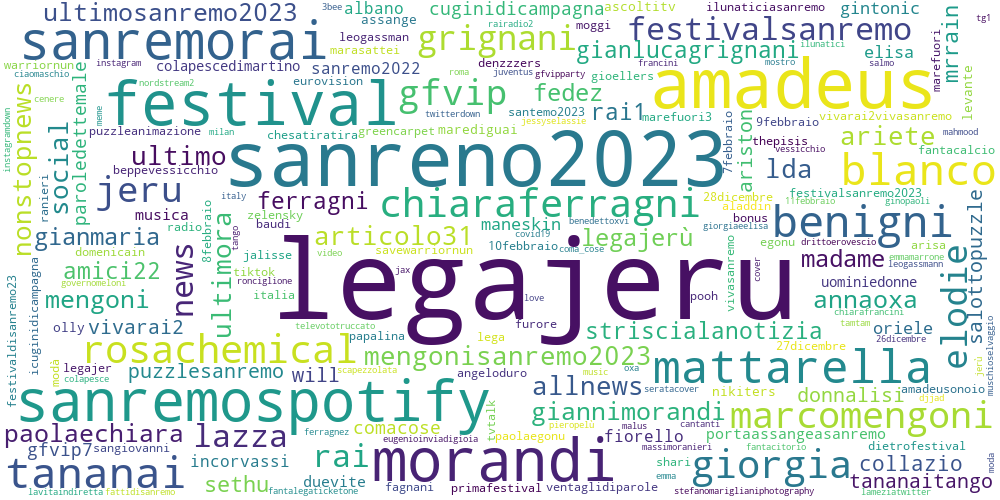 ultimosanremo2023 3bee albano cuginidicampagna ascoltitv ilunaciaisanremo gintonic tg1
sanremorai assange leogassman rairadio2 moggi festivalsanremo
marasattei grignani gianlucagrignani elisa mrrain
warriornun colapescedimartino sanremo2022 denzzzers francini ilunatici salmo marefuori
ciaomaschio instagram eurovision roma juventus gfvipparty gioellers mostro
nordstream2 festival gfvip fedez amadeus levante
cenere meme twitterdown santemo2023 rai1 marefuori3 vivarai2vivasanremo
instagramdown nonstopnews social paroledettemale puzzleanimazione milan chesatiratira greencarpet marediguai 9febbraio ariete mahmood
jessyselassie sanreno2023 7febbraio ariston thepisis vessicchio fantacalcio
ultimo beppevessicchio lda blanco
ranieri jeru ferragni italy chiaraferragni 28dicembre festivalsanremo2023
musica 8febbraio zelensky maneskin benedettoxvi aladdin bonus 11febbraio ginopaoli
gianmaria radio baudi articolo31 covid19 legajerù giorgiaeelisa benigni
domenicain ultimora tango savewarriornun 10febbraio coma_cose egonu drittoerovescio arisa
amici22 news jalisse legajeru vivasanremo cover madame emmamarrone leogassmann
governomeloni tiktok video ronciglione jax uominiedonne elodie salottopuzzle
mengoni italia love pooh annaoxa chiarafrancini muschioselvaggio
festivaldisanremo23 icuginidicampagna olly vivarai2 televototruccato furore striscialanotizia tamtam oriele
rosachemical papalina lega 27dicembre 26dicembre
moda legajer colapesce puzzlesanremo mengonisanremo2023 oxa mattarella jerù
scapezzolata will angeloduro music seratacover nikiters donnalisi amadeusonoio
sanremospotify allnews djjad
ferragnez tvtalk pieropelu giannimorandi marcomengoni
paolaechiara lazza comacose paolaegonu malus cantanti
gfvip7 sangiovanni eugenioinviadigioia fiorello portaassangeasanremo
rai morandi massimoranieri fantacitorio dietrofestival
tananai incorvassi shari giorgia collazio moda
sethu duevite emma tananaitango
lavitaindiretta fattidisanremo fantalegaticketone fagnani primafestival ventaglidiparole stefanomariglianiphotography lameziatwitter